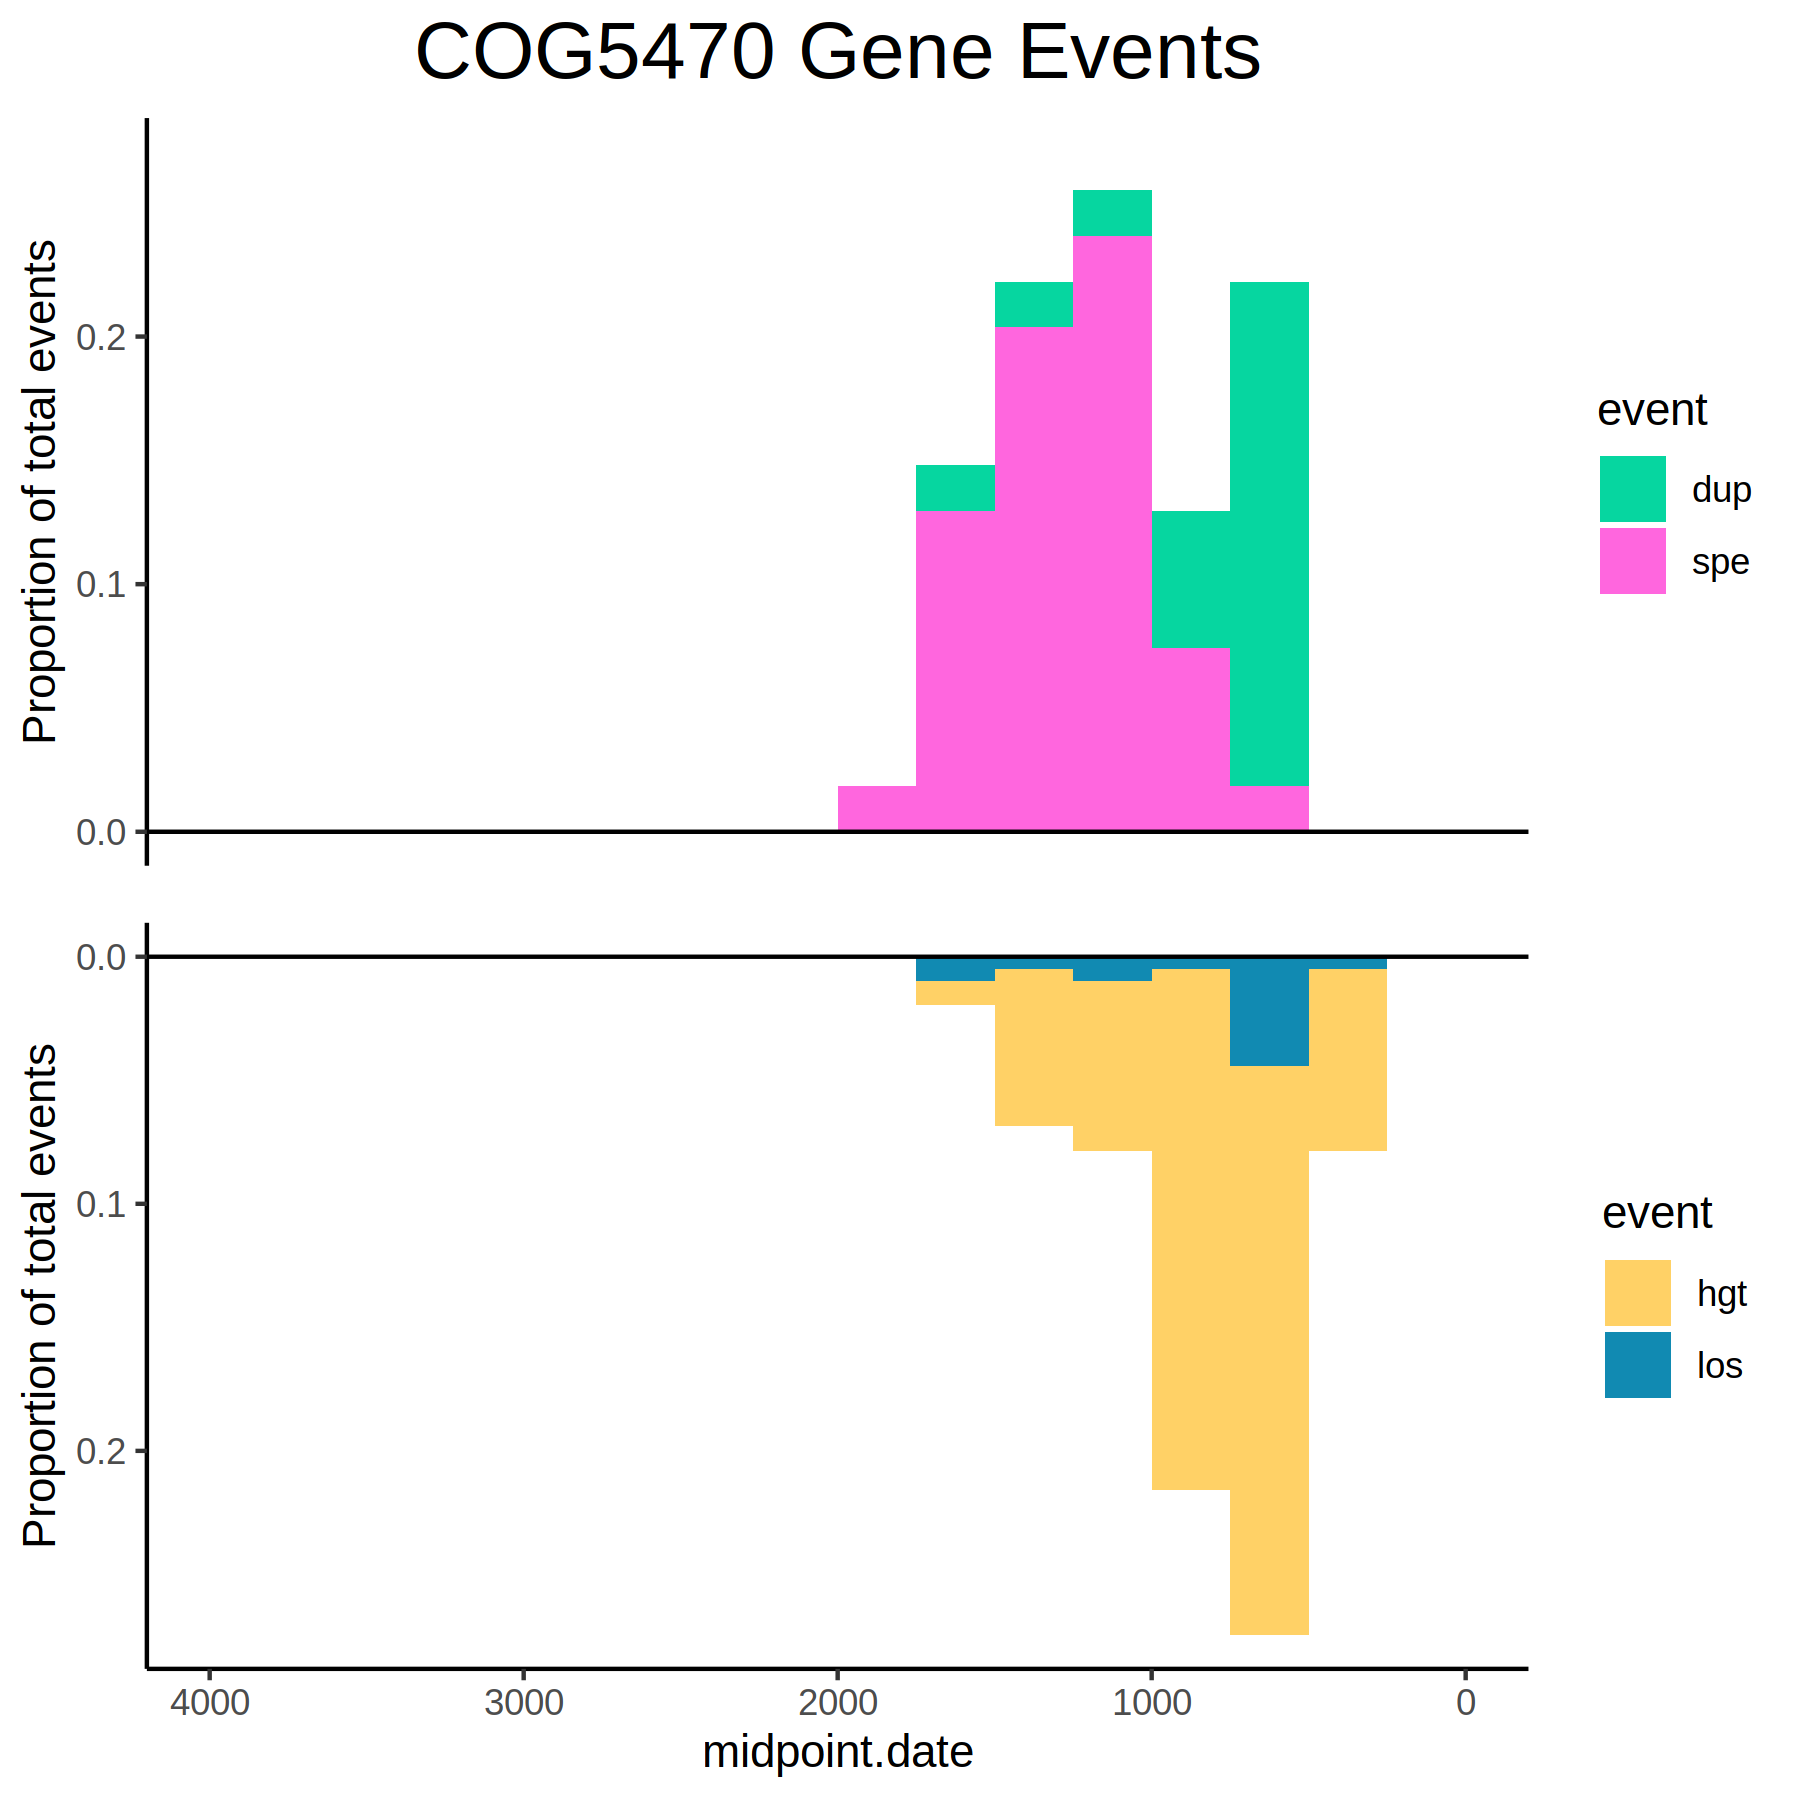 COG5470 Gene Events
Proportion of total events
0.2
0.1
0.0
event
dup
spe
Proportion of total events
0.0
0.1
0.2
event
hgt
los
4000 3000 2000 1000 0
midpoint.date